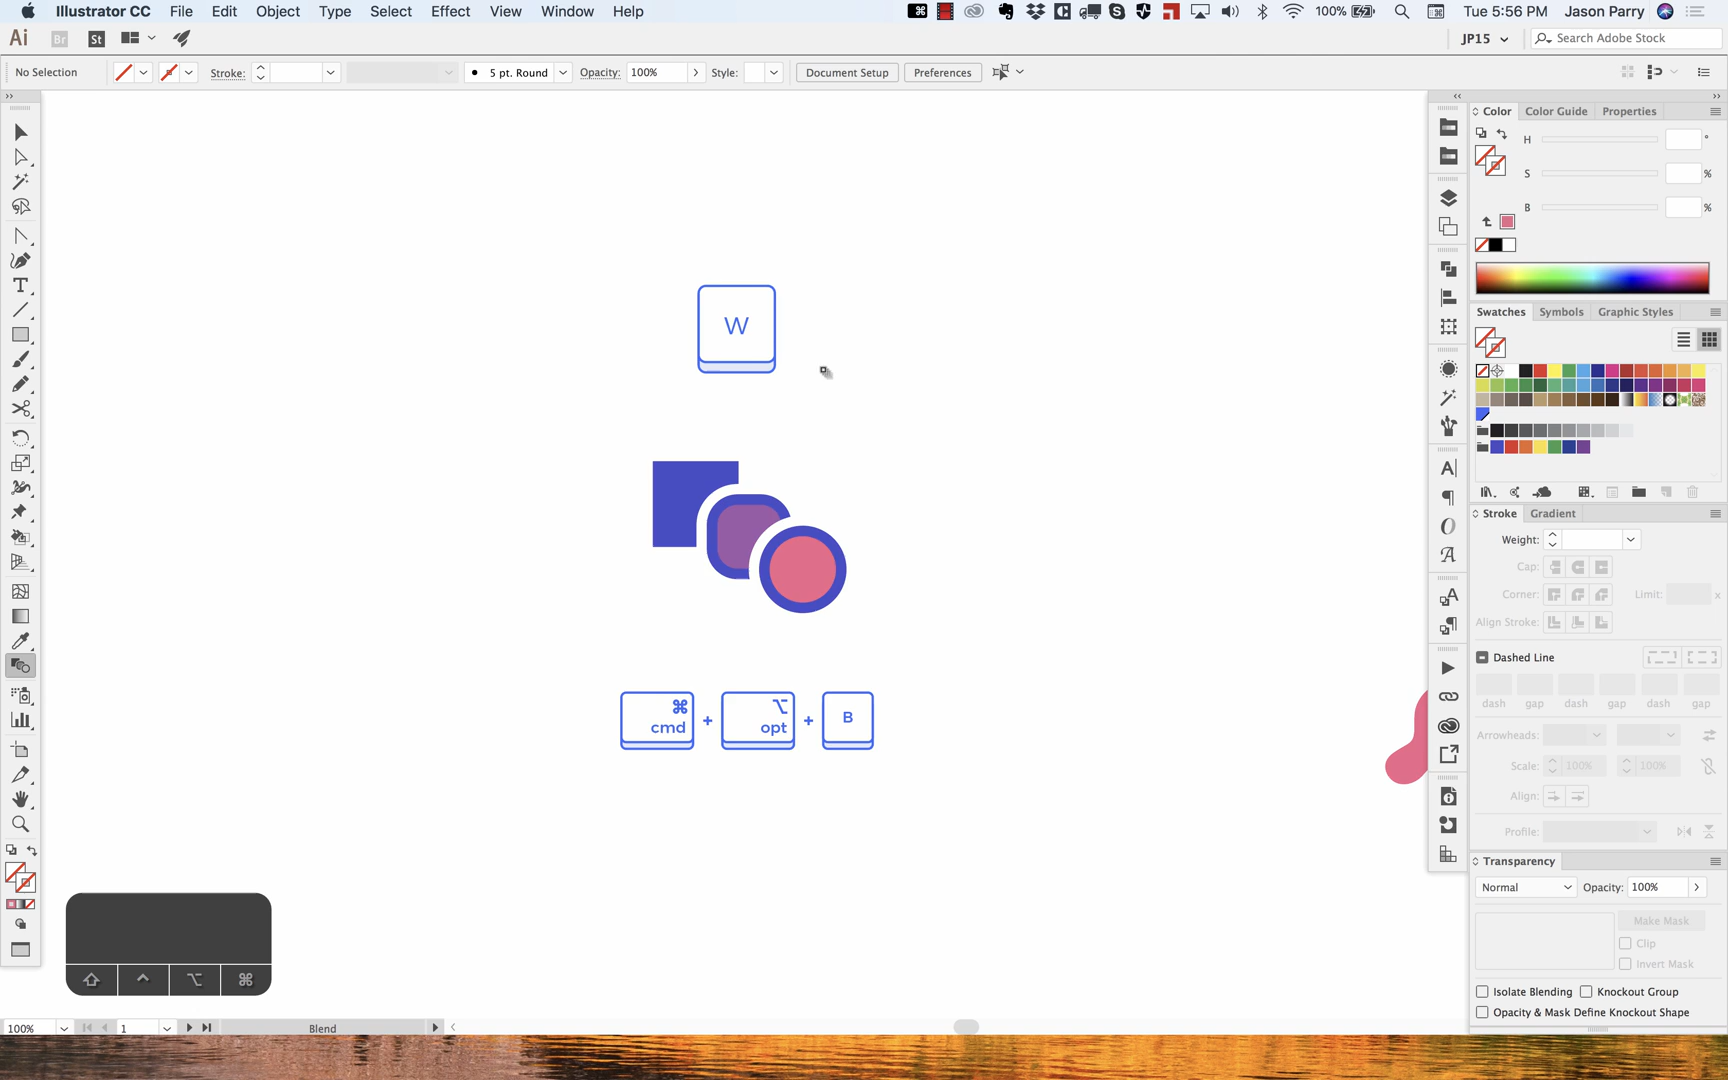 Illustrator CC File Edit Object Type Select Effect View Window Help 100% Tue 5:56 PM Jason Parry
Ai Br St JP15 Search Adobe Stock
No Selection Stroke: 5 pt. Round Opacity: 100% Style: Document Setup Preferences
Color Color Guide Properties
H °
S %
B %
Swatches Symbols Graphic Styles
W
Stroke Gradient
Weight:
Cap:
Corner: Limit: x
Align Stroke:
Dashed Line
dash gap dash gap dash gap
cmd + opt + B
Arrowheads:
Scale: 100% 100%
Align:
Profile:
Transparency
Normal Opacity: 100%
Make Mask
Clip
Invert Mask
Isolate Blending Knockout Group
Opacity & Mask Define Knockout Shape
100% 1 Blend